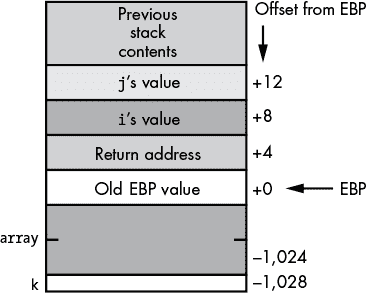 Previous
stack
contents
Offset from EBP
j's value
+12
i's value
+8
Return address
+4
Old EBP value
+0
EBP
array
–1,024
k
–1,028